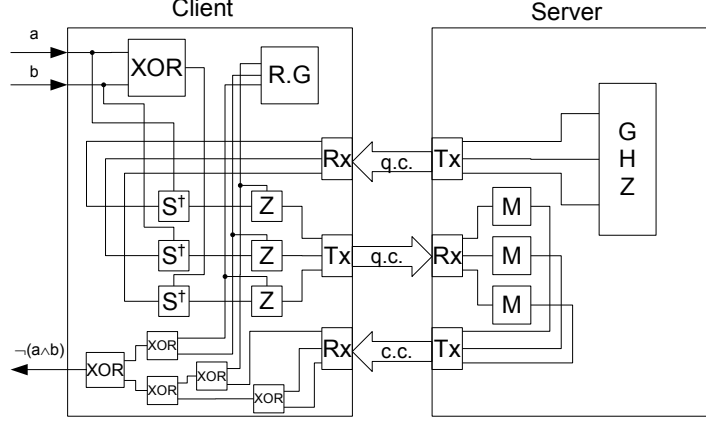 Client
Server
a
b
XOR
R.G
G
H
Z
Rx
q.c.
Tx
S†
Z
M
S†
Z
Tx
q.c.
Rx
M
S†
Z
M
XOR
Rx
c.c.
Tx
¬(a∧b)
XOR
XOR
XOR
XOR